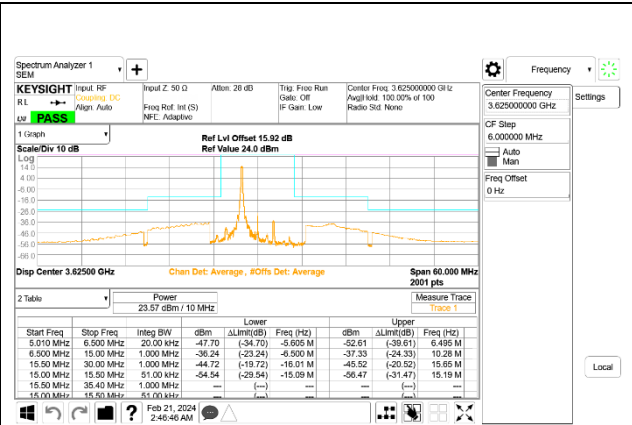 Spectrum Analyzer 1
SEM
Frequency
KEYSIGHT Input: RF Input Z: 50 Ω Atten: 28 dB Trig: Free Run Center Freq: 3.625000000 GHz
RL Coupling: DC Gate: Off Avg|Hold: 100.00% of 100
Align: Auto Freq Ref: Int (S) IF Gain: Low Radio Std: None
PASS NFE: Adaptive
Center Frequency
3.625000000 GHz
Settings
CF Step
6.000000 MHz
Auto
Man
Freq Offset
0 Hz
1 Graph
Ref Lvl Offset 15.92 dB
Scale/Div 10 dB Ref Value 24.0 dBm
Log
14.0
4.00
-6.00
-16.0
-26.0
-36.0
-46.0
-56.0
-66.0
Disp Center 3.62500 GHz Chan Det: Average , #Offs Det: Average Span 60.000 MHz
2001 pts
2 Table Power Measure Trace
23.57 dBm / 10 MHz Trace 1
Lower Upper
Start Freq Stop Freq Integ BW dBm ΔLimit(dB) Freq (Hz) dBm ΔLimit(dB) Freq (Hz)
5.010 MHz 6.500 MHz 20.00 kHz -47.70 (-34.70) -5.605 M -52.61 (-39.61) 6.495 M
6.500 MHz 15.00 MHz 1.000 MHz -36.24 (-23.24) -6.500 M -37.33 (-24.33) 10.28 M
15.50 MHz 30.00 MHz 1.000 MHz -44.72 (-19.72) -16.01 M -45.52 (-20.52) 15.65 M
15.00 MHz 15.50 MHz 51.00 kHz -54.54 (-29.54) -15.09 M -56.47 (-31.47) 15.19 M
15.50 MHz 35.40 MHz 1.000 MHz --- (---) --- --- (---) ---
15.00 MHz 15.50 MHz 51.00 kHz --- (---) --- --- (---) ---
Local
? Feb 21, 2024
2:46:46 AM